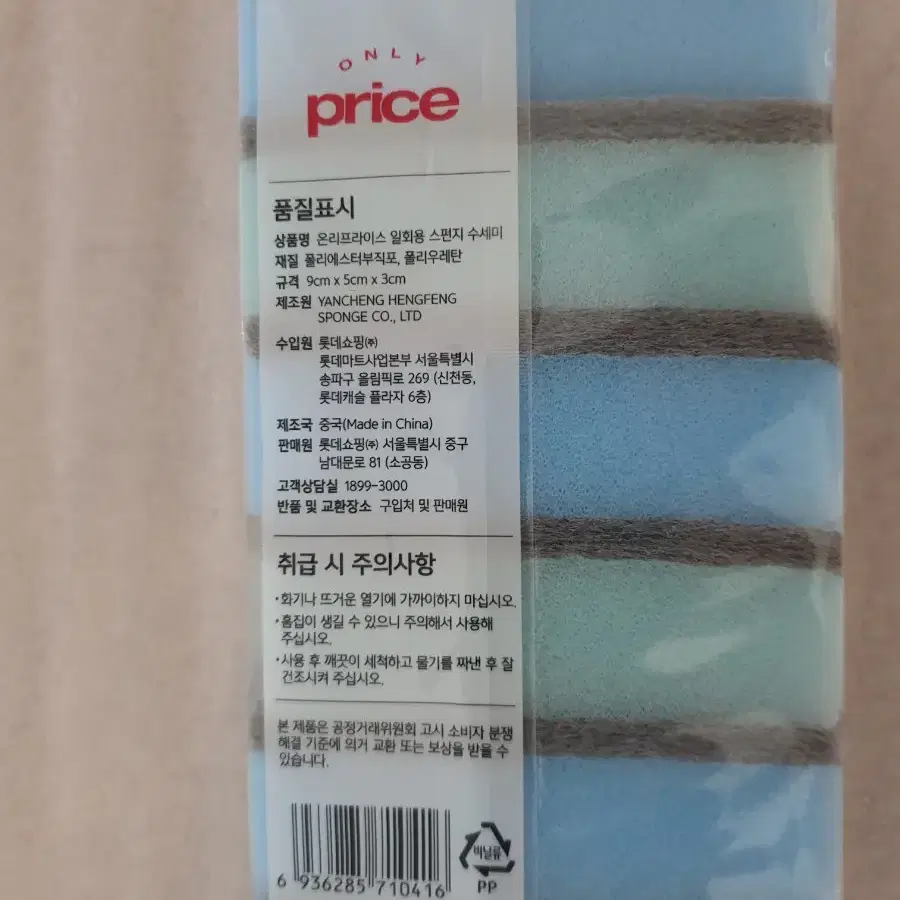 ONLY
price
품질표시
상품명 온리프라이스 일회용 스펀지 수세미
재질 폴리에스터부직포, 폴리우레탄
규격 9cm x 5cm x 3cm
제조원 YANCHENG HENGFENG
SPONGE CO., LTD
수입원 롯데쇼핑㈜
롯데마트사업본부 서울특별시
송파구 올림픽로 269 (신천동,
롯데캐슬 플라자 6층)
제조국 중국(Made in China)
판매원 롯데쇼핑㈜ 서울특별시 중구
남대문로 81 (소공동)
고객상담실 1899-3000
반품 및 교환장소 구입처 및 판매원
취급 시 주의사항
•화기나 뜨거운 열기에 가까이하지 마십시오.
•흠집이 생길 수 있으니 주의해서 사용해
주십시오.
•사용 후 깨끗이 세척하고 물기를 짜낸 후 잘
건조시켜 주십시오.
본 제품은 공정거래위원회 고시 소비자 분쟁
해결 기준에 의거 교환 또는 보상을 받을 수
있습니다.
6 936285 710416
비닐류
PP